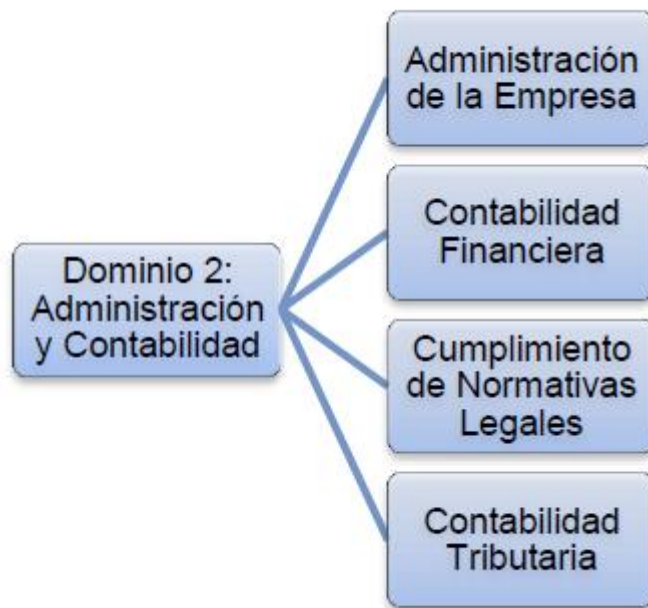 Dominio 2:
Administración
y Contabilidad
Administración
de la Empresa
Contabilidad
Financiera
Cumplimiento
de Normativas
Legales
Contabilidad
Tributaria